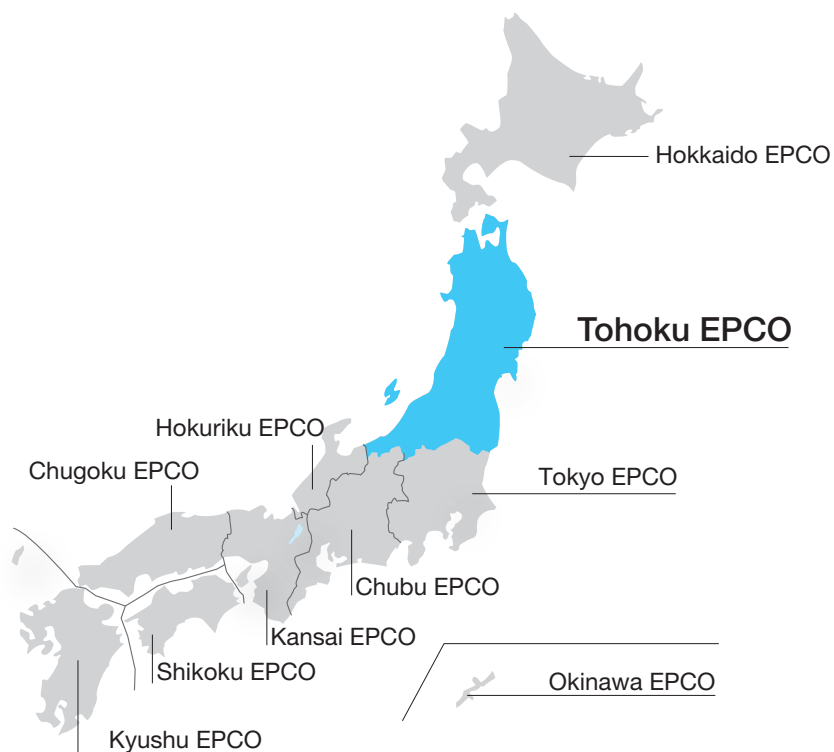 Hokkaido EPCO
Tohoku EPCO
Hokuriku EPCO
Chugoku EPCO
Tokyo EPCO
Chubu EPCO
Kansai EPCO
Shikoku EPCO
Okinawa EPCO
Kyushu EPCO